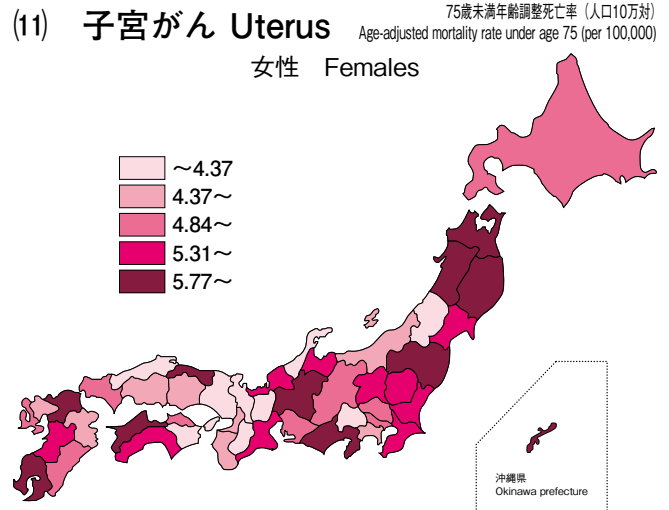 ⑾ 子宮がん Uterus
75歳未満年齢調整死亡率（人口10万対）
Age-adjusted mortality rate under age 75 (per 100,000)
女性 Females
～4.37
4.37～
4.84～
5.31～
5.77～
沖縄県
Okinawa prefecture